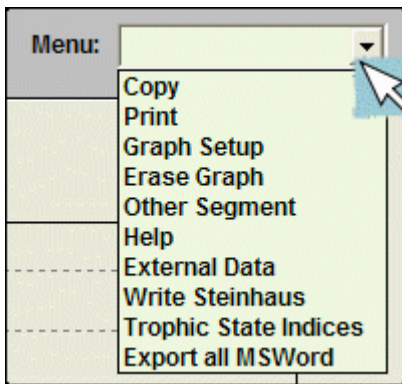 Menu:
Copy
Print
Graph Setup
Erase Graph
Other Segment
Help
External Data
Write Steinhaus
Trophic State Indices
Export all MSWord